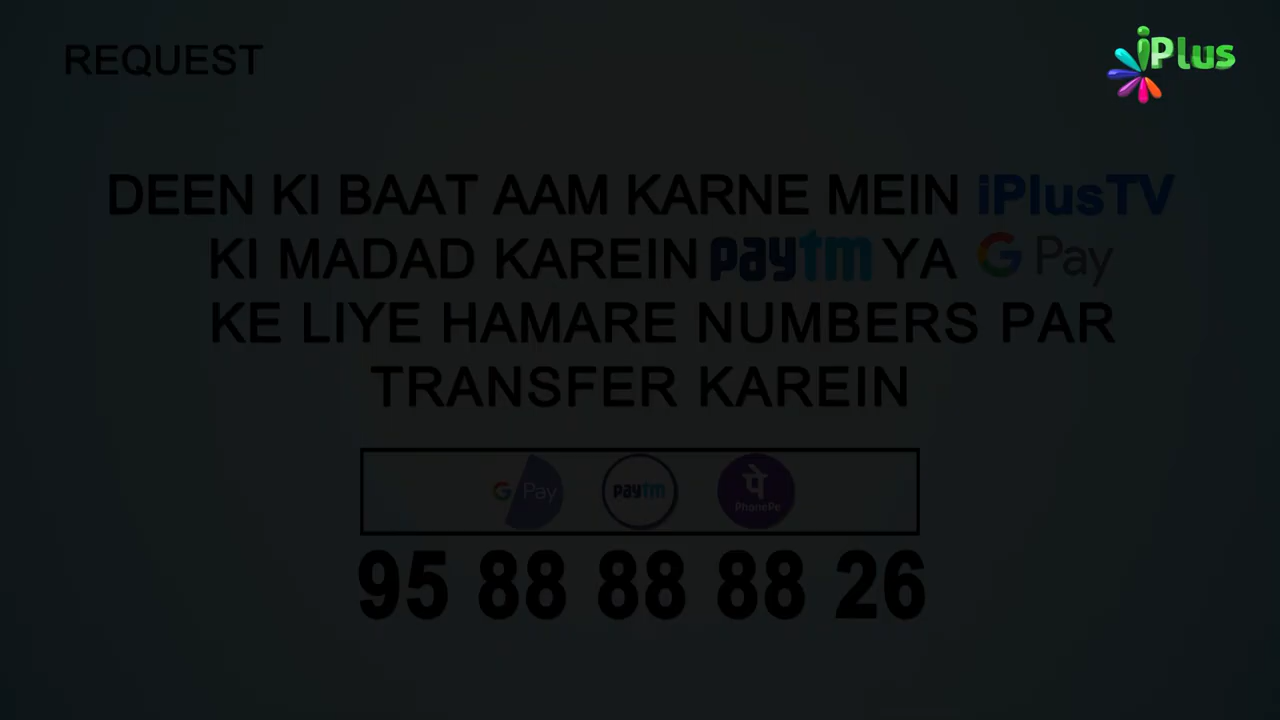 REQUEST
iPlus
DEEN KI BAAT AAM KARNE MEIN iPlusTV
KI MADAD KAREIN paytm YA G Pay
KE LIYE HAMARE NUMBERS PAR
TRANSFER KAREIN
G Pay paytm पे PhonePe
95 88 88 88 26